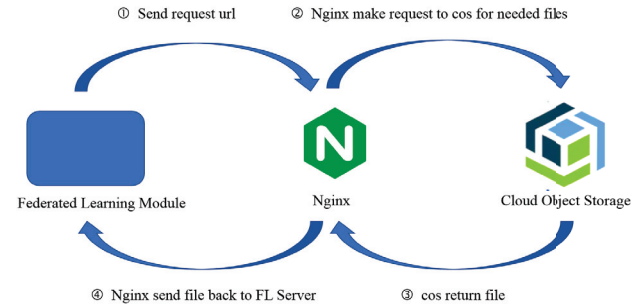 ① Send request url
② Nginx make request to cos for needed files
N
Federated Learning Module
Nginx
Cloud Object Storage
④ Nginx send file back to FL Server
③ cos return file